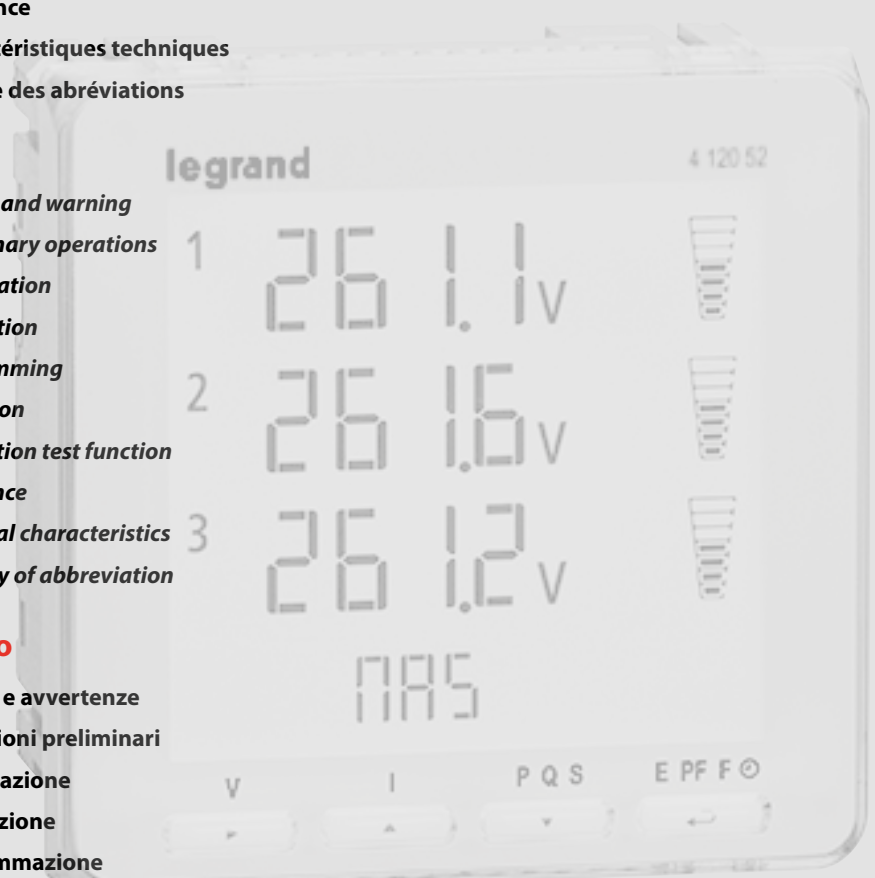 nce
téristiques techniques
e des abréviations
legrand
4 120 52
and warning
nary operations
ation
tion
mming
on
tion test function
nce
al characteristics
y of abbreviation
1 261.1 V
2 261.6 V
3 261.2 V
MAS
o
e avvertenze
ioni preliminari
azione
zione
mmazione
V
I
P Q S
E PF F